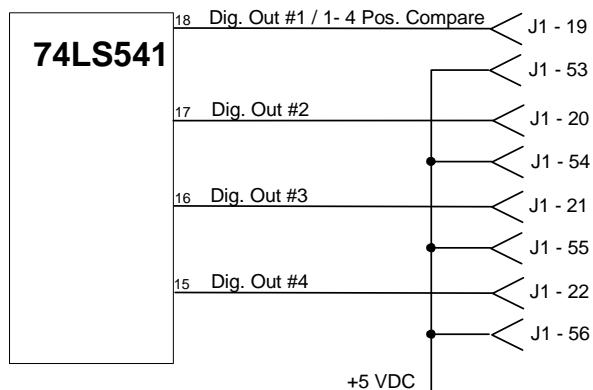 18 Dig. Out #1 / 1- 4 Pos. Compare J1 - 19
74LS541
J1 - 53
17 Dig. Out #2 J1 - 20
J1 - 54
16 Dig. Out #3 J1 - 21
J1 - 55
15 Dig. Out #4 J1 - 22
J1 - 56
+5 VDC